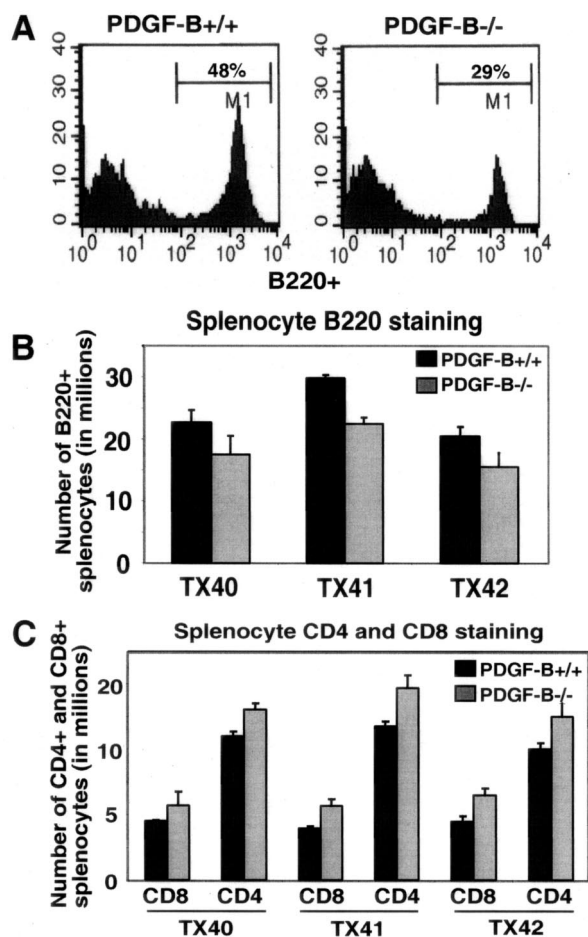 A
PDGF-B+/+
PDGF-B-/-
40
30
20
10
0
48%
M1
10^0 10^1 10^2 10^3 10^4
40
30
20
10
0
29%
M1
10^0 10^1 10^2 10^3 10^4
B220+
B
Splenocyte B220 staining
Number of B220+
splenocytes (in millions)
30
20
10
0
PDGF-B+/+
PDGF-B-/-
TX40 TX41 TX42
C
Splenocyte CD4 and CD8 staining
Number of CD4+ and CD8+
splenocytes (in millions)
20
10
5
0
PDGF-B+/+
PDGF-B-/-
CD8 CD4 CD8 CD4 CD8 CD4
TX40 TX41 TX42